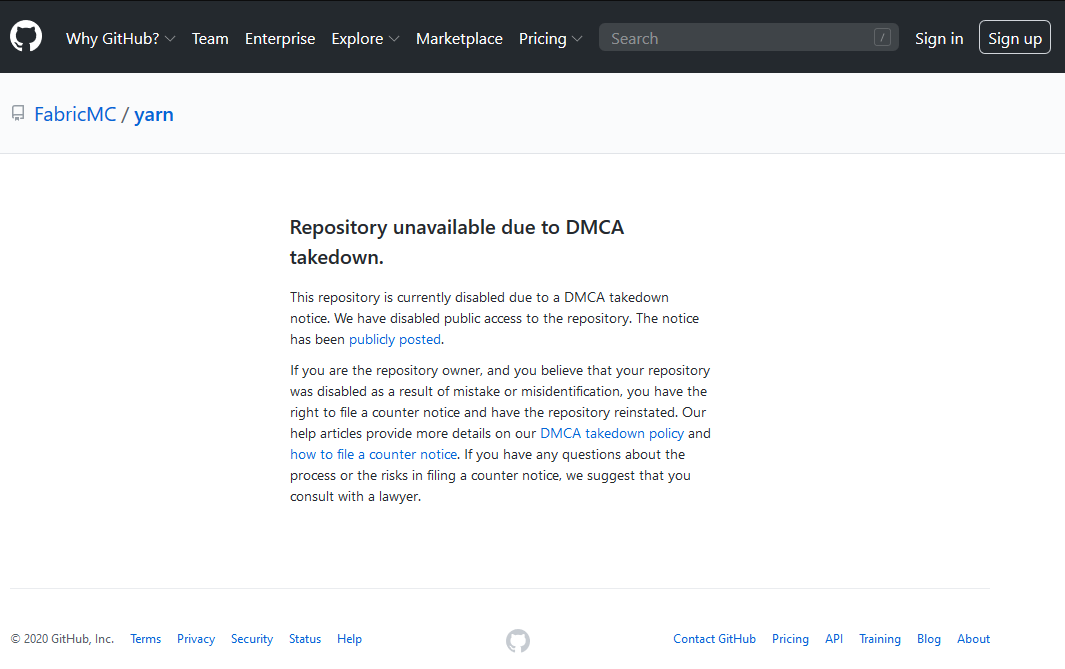 Why GitHub? Team Enterprise Explore Marketplace Pricing Search / Sign in Sign up
FabricMC / yarn
Repository unavailable due to DMCA
takedown.
This repository is currently disabled due to a DMCA takedown
notice. We have disabled public access to the repository. The notice
has been publicly posted.
If you are the repository owner, and you believe that your repository
was disabled as a result of mistake or misidentification, you have the
right to file a counter notice and have the repository reinstated. Our
help articles provide more details on our DMCA takedown policy and
how to file a counter notice. If you have any questions about the
process or the risks in filing a counter notice, we suggest that you
consult with a lawyer.
© 2020 GitHub, Inc. Terms Privacy Security Status Help Contact GitHub Pricing API Training Blog About